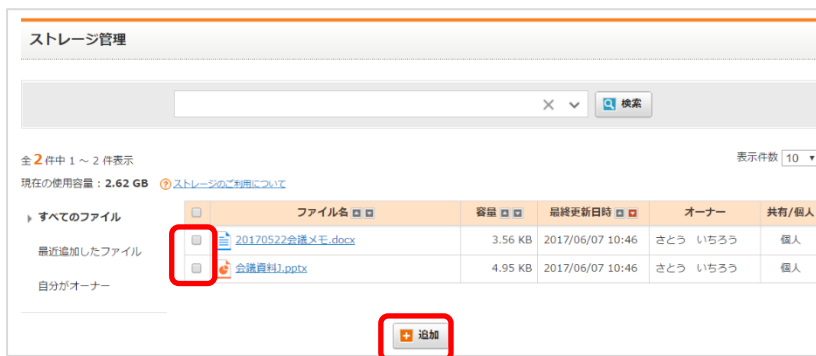 ストレージ管理
検索
全 2 件中 1 ～ 2 件表示
表示件数 10
現在の使用容量：2.62 GB ? ストレージのご利用について
すべてのファイル
最近追加したファイル
自分がオーナー
ファイル名 容量 最終更新日時 オーナー 共有/個人
20170522会議メモ.docx 3.56 KB 2017/06/07 10:46 さとう いちろう 個人
会議資料J.pptx 4.95 KB 2017/06/07 10:46 さとう いちろう 個人
追加